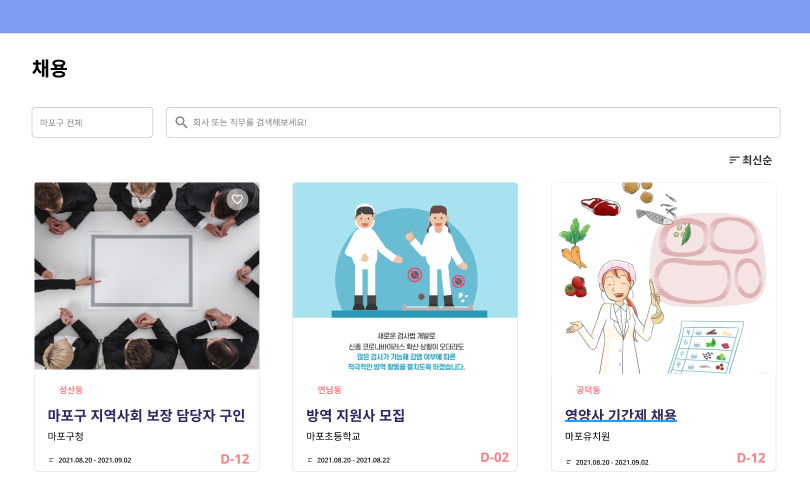 채용
마포구 전체
회사 또는 직무를 검색해보세요!
최신순
새로운 검사법 개발로
신종 코로나바이러스 확산 상황이 오더라도
많은 검사가 가능해 감염 여부에 따른
적극적인 방역 활동을 펼치도록 하겠습니다.
성산동
마포구 지역사회 보장 담당자 구인
마포구청
2021.08.20 - 2021.09.02
D-12
연남동
방역 지원사 모집
마포초등학교
2021.08.20 - 2021.08.22
D-02
공덕동
영양사 기간제 채용
마포유치원
2021.08.20 - 2021.09.02
D-12